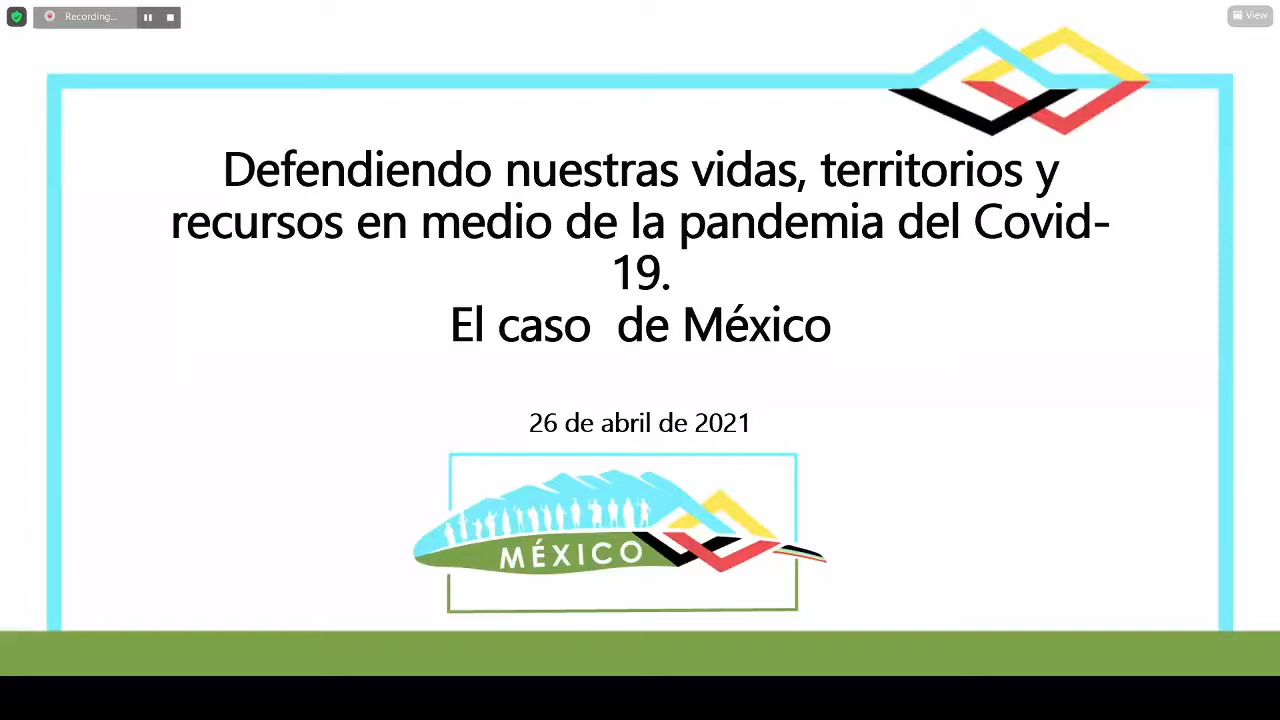 Recording...
View
Defendiendo nuestras vidas, territorios y
recursos en medio de la pandemia del Covid-
19.
El caso de México
26 de abril de 2021
MÉXICO